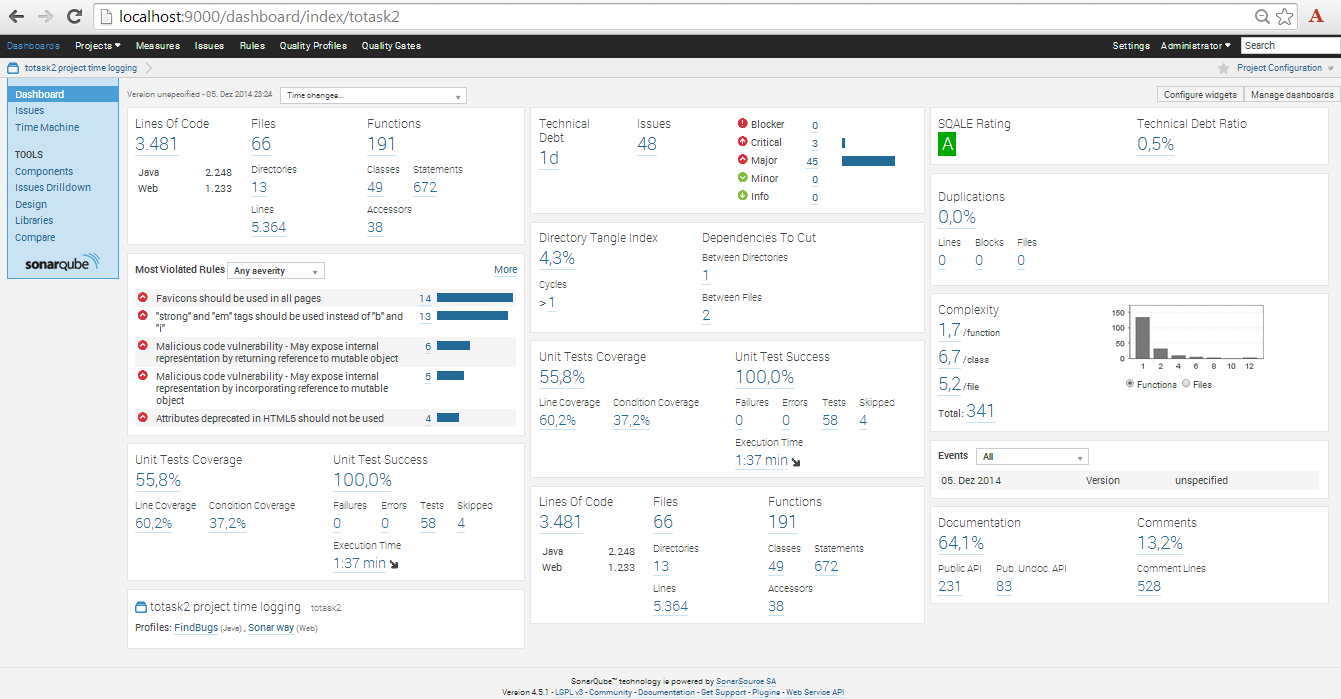 localhost:9000/dashboard/index/totask2
A
Dashboards Projects Measures Issues Rules Quality Profiles Quality Gates Settings Administrator Search
totask2 project time logging Project Configuration
Dashboard
Issues
Time Machine
TOOLS
Components
Issues Drilldown
Design
Libraries
Compare
sonarqube
Version unspecified - 05. Dez 2014 23:24 Time changes... Configure widgets Manage dashboards
Lines Of Code Files Functions
3.481 66 191
Java 2.248 Directories Classes Statements
Web 1.233 13 49 672
Lines Accessors
5.364 38
Most Violated Rules Any severity More
Favicons should be used in all pages 14
"strong" and "em" tags should be used instead of "b" and 13
"i"
Malicious code vulnerability - May expose internal 6
representation by returning reference to mutable object
Malicious code vulnerability - May expose internal 5
representation by incorporating reference to mutable
object
Attributes deprecated in HTML5 should not be used 4
Unit Tests Coverage Unit Test Success
55,8% 100,0%
Line Coverage Condition Coverage Failures Errors Tests Skipped
60,2% 37,2% 0 0 58 4
Execution Time
1:37 min
totask2 project time logging totask2
Profiles: FindBugs (Java) , Sonar way (Web)
Technical Debt Issues
1d 48
Blocker 0
Critical 3
Major 45
Minor 0
Info 0
Directory Tangle Index Dependencies To Cut
4,3% Between Directories
Cycles 1
> 1 Between Files
2
Unit Tests Coverage Unit Test Success
55,8% 100,0%
Line Coverage Condition Coverage Failures Errors Tests Skipped
60,2% 37,2% 0 0 58 4
Execution Time
1:37 min
Lines Of Code Files Functions
3.481 66 191
Java 2.248 Directories Classes Statements
Web 1.233 13 49 672
Lines Accessors
5.364 38
SQALE Rating Technical Debt Ratio
A 0,5%
Duplications
0,0%
Lines Blocks Files
0 0 0
Complexity
1,7 /function
6,7 /class
5,2 /file
Total: 341
150
100
50
0
1 2 4 6 8 10 12
Functions Files
Events All
05. Dez 2014 Version unspecified
Documentation Comments
64,1% 13,2%
Public API Pub. Undoc. API Comment Lines
231 83 528
SonarQube™ technology is powered by SonarSource SA
Version 4.5.1 - LGPL v3 - Community - Documentation - Get Support - Plugins - Web Service API